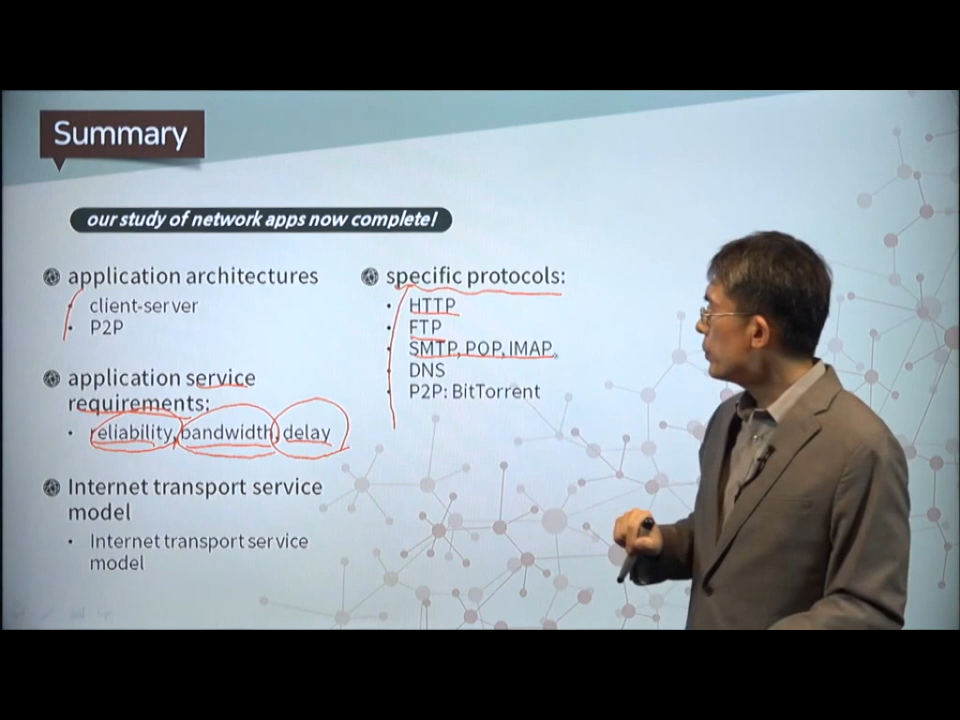 Summary
our study of network apps now complete!
application architectures
· client-server
· P2P
application service
requirements:
· reliability, bandwidth, delay
Internet transport service
model
· Internet transport service
model
specific protocols:
· HTTP
· FTP
· SMTP, POP, IMAP
· DNS
· P2P: BitTorrent